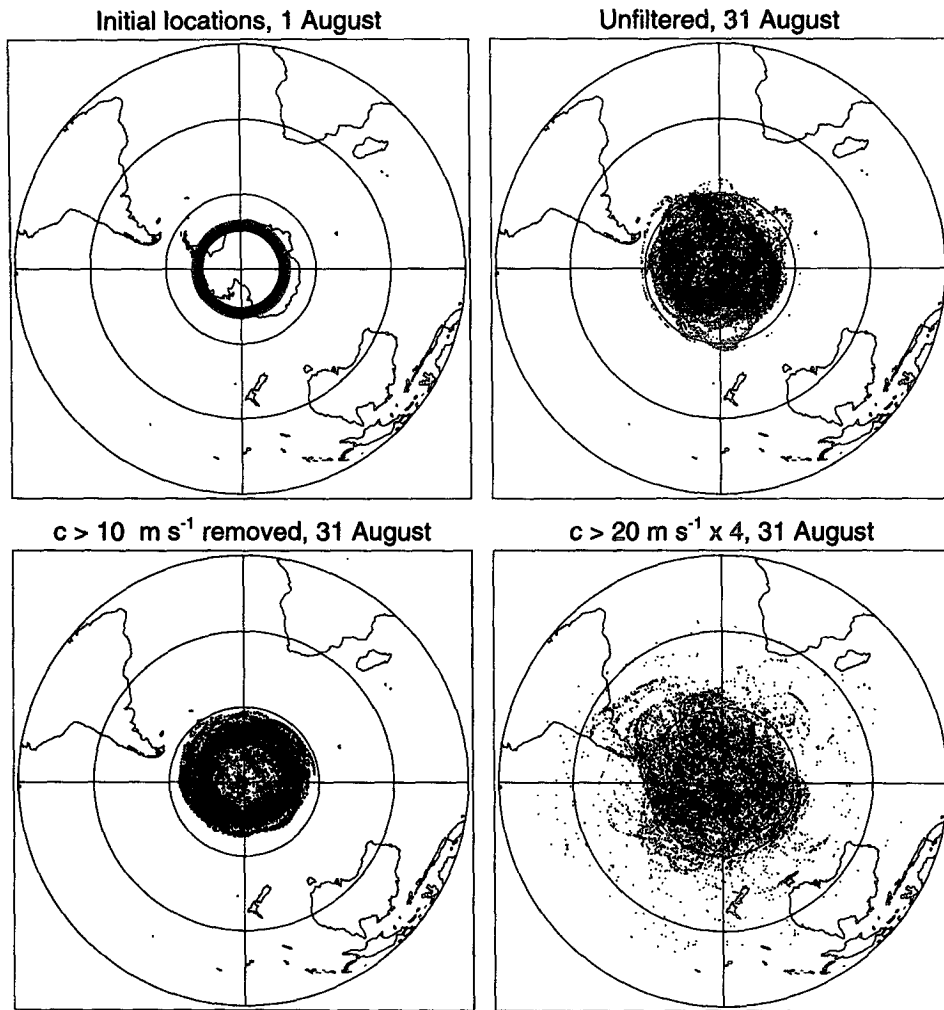 Initial locations, 1 August
Unfiltered, 31 August
c > 10 m s⁻¹ removed, 31 August
c > 20 m s⁻¹ x 4, 31 August